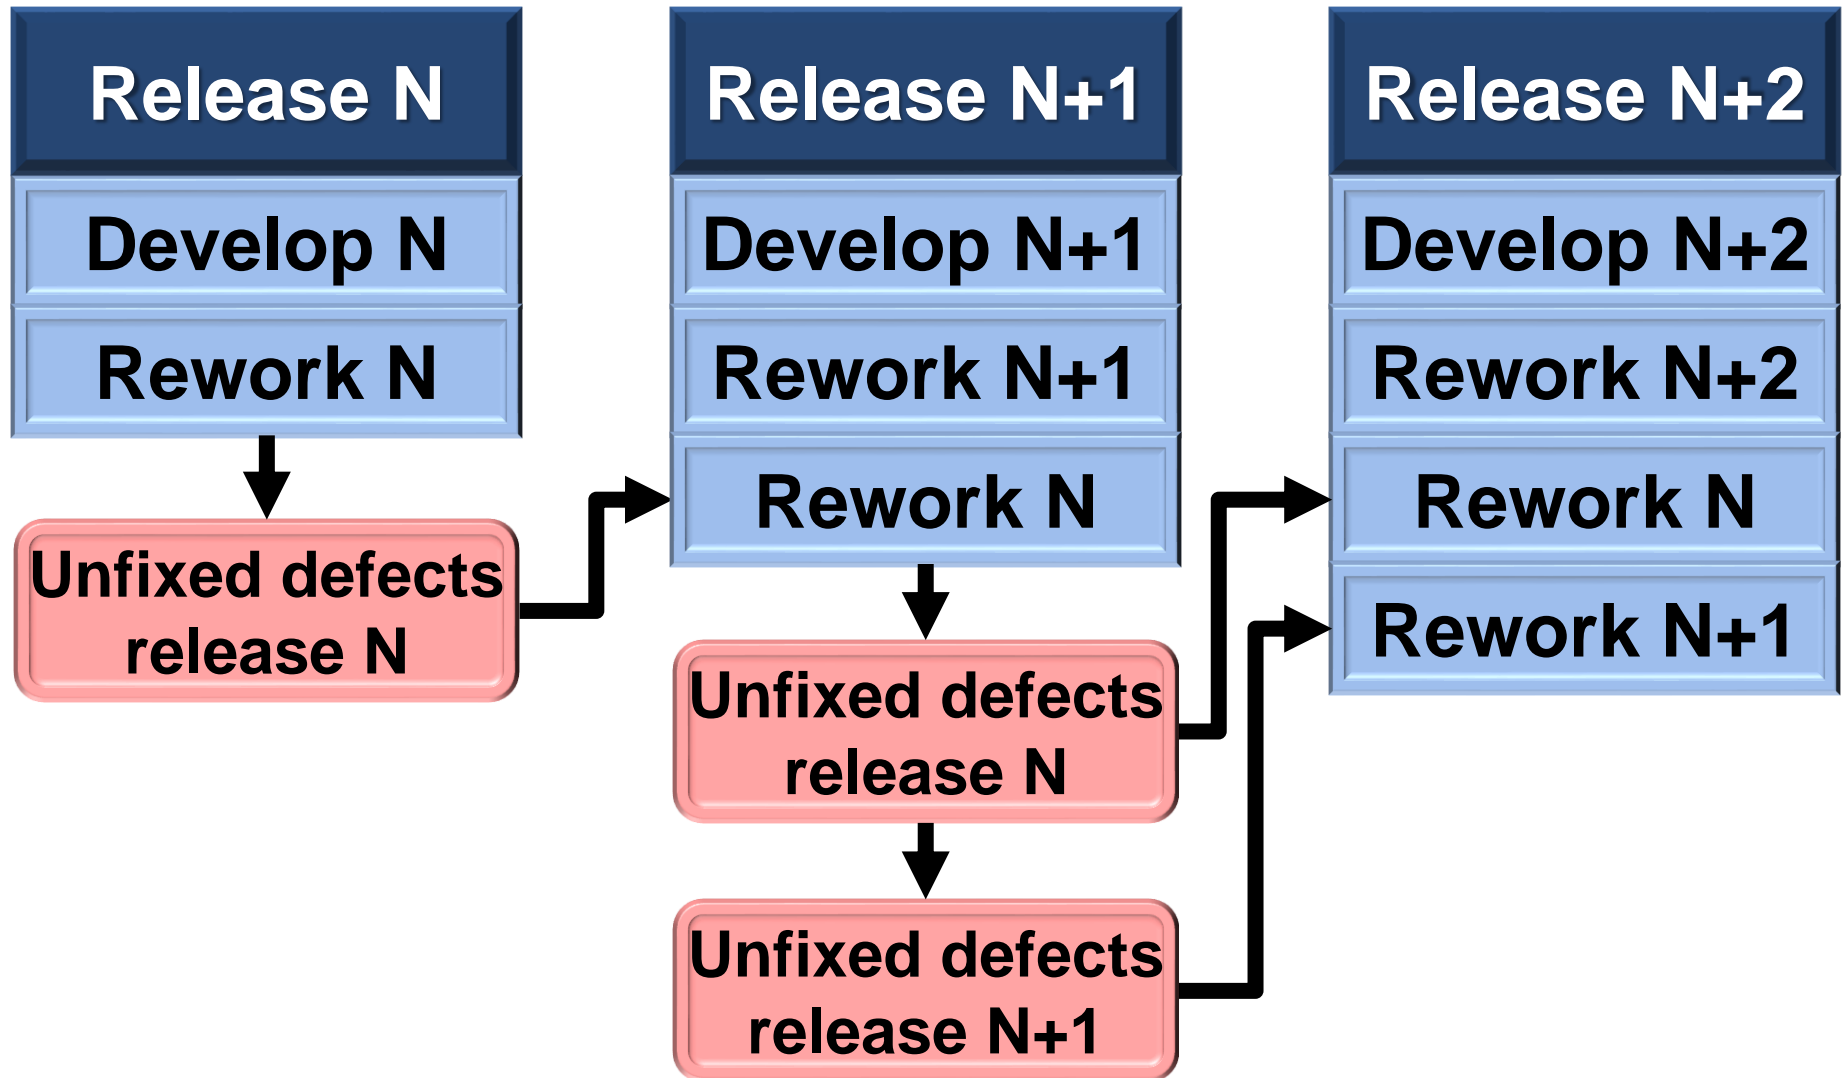 Release N
Develop N
Rework N
Unfixed defects
release N
Release N+1
Develop N+1
Rework N+1
Rework N
Unfixed defects
release N
Unfixed defects
release N+1
Release N+2
Develop N+2
Rework N+2
Rework N
Rework N+1